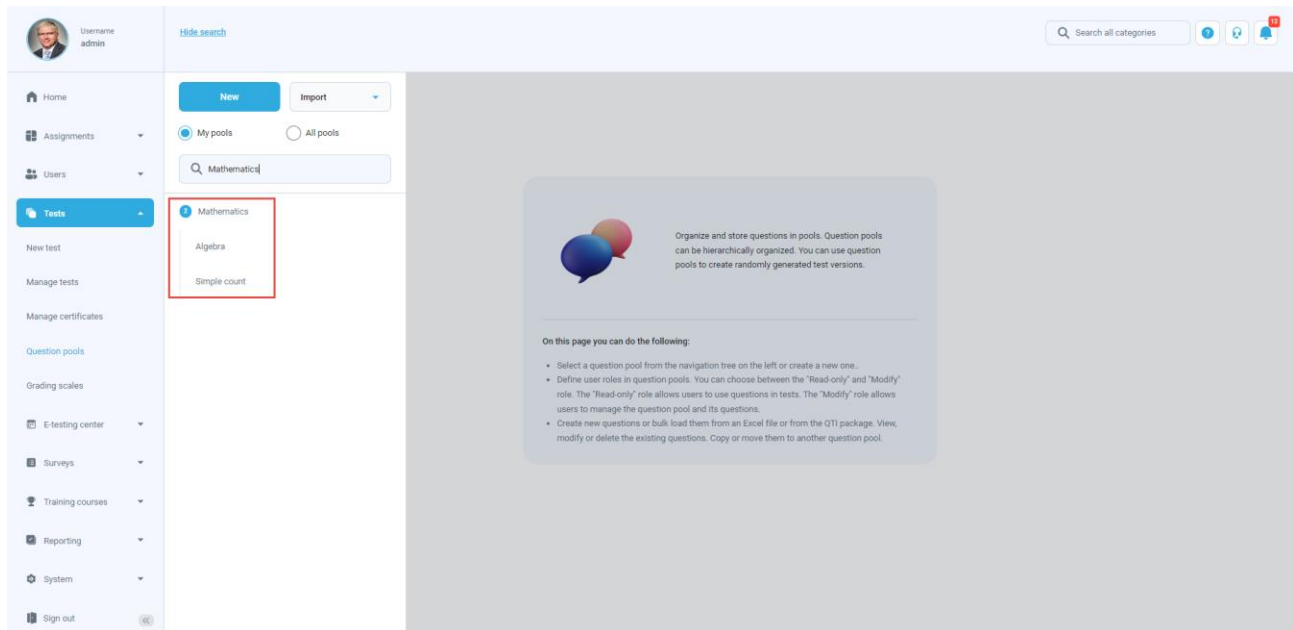 Username
admin
Hide search
Search all categories
?
12
Home
Assignments
Users
Tests
New test
Manage tests
Manage certificates
Question pools
Grading scales
E-testing center
Surveys
Training courses
Reporting
System
Sign out
New
Import
My pools
All pools
Mathematics
2 Mathematics
Algebra
Simple count
Organize and store questions in pools. Question pools
can be hierarchically organized. You can use question
pools to create randomly generated test versions.
On this page you can do the following:
• Select a question pool from the navigation tree on the left or create a new one..
• Define user roles in question pools. You can choose between the "Read-only" and "Modify"
role. The "Read-only" role allows users to use questions in tests. The "Modify" role allows
users to manage the question pool and its questions.
• Create new questions or bulk load them from an Excel file or from the QTI package. View,
modify or delete the existing questions. Copy or move them to another question pool.